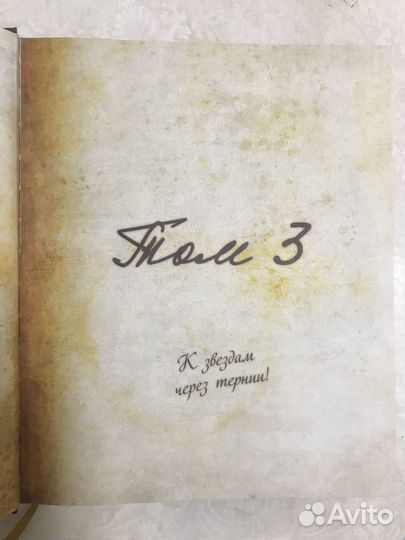 Том 3
К звездам
через тернии!
Avito